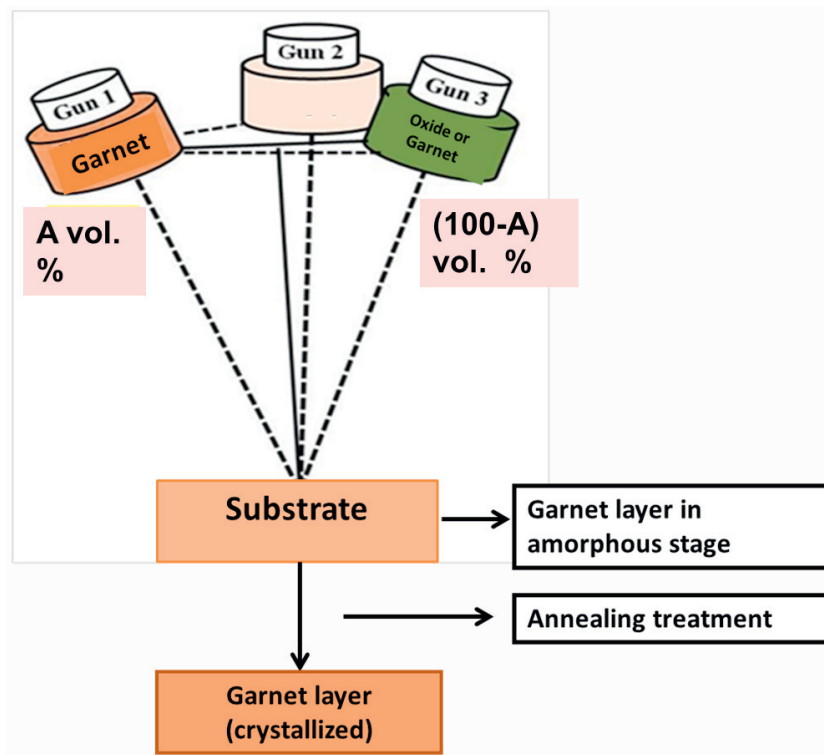 Gun 1
Gun 2
Gun 3
Garnet
Oxide or
Garnet
A vol.
%
(100-A)
vol. %
Substrate
Garnet layer in
amorphous stage
Annealing treatment
Garnet layer
(crystallized)